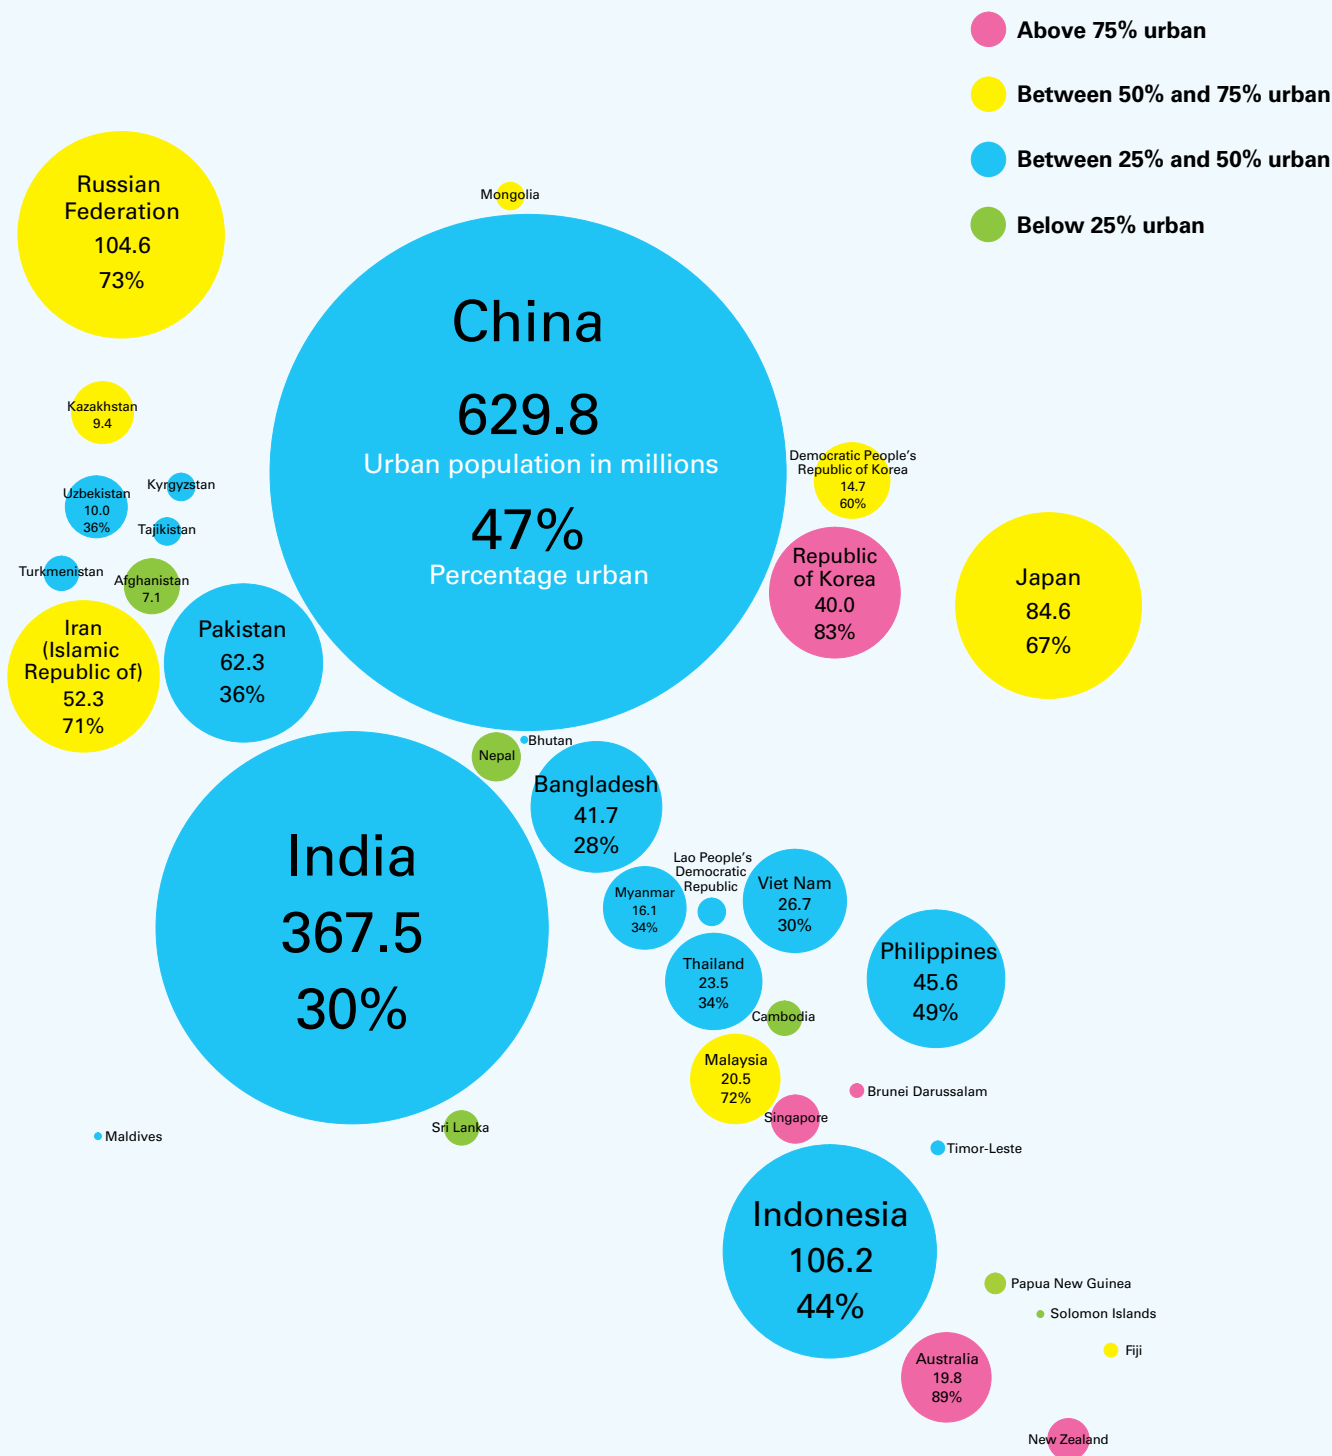 Above 75% urban
Between 50% and 75% urban
Between 25% and 50% urban
Below 25% urban
Russian
Federation
104.6
73%
Mongolia
China
629.8
Urban population in millions
47%
Percentage urban
Kazakhstan
9.4
Uzbekistan
10.0
36%
Kyrgyzstan
Tajikistan
Turkmenistan
Afghanistan
7.1
Iran
(Islamic
Republic of)
52.3
71%
Pakistan
62.3
36%
Democratic People's
Republic of Korea
14.7
60%
Republic
of Korea
40.0
83%
Japan
84.6
67%
Nepal
Bhutan
Bangladesh
41.7
28%
India
367.5
30%
Myanmar
16.1
34%
Lao People's
Democratic
Republic
Viet Nam
26.7
30%
Thailand
23.5
34%
Philippines
45.6
49%
Cambodia
Malaysia
20.5
72%
Singapore
Brunei Darussalam
Maldives
Sri Lanka
Timor-Leste
Indonesia
106.2
44%
Papua New Guinea
Solomon Islands
Fiji
Australia
19.8
89%
New Zealand